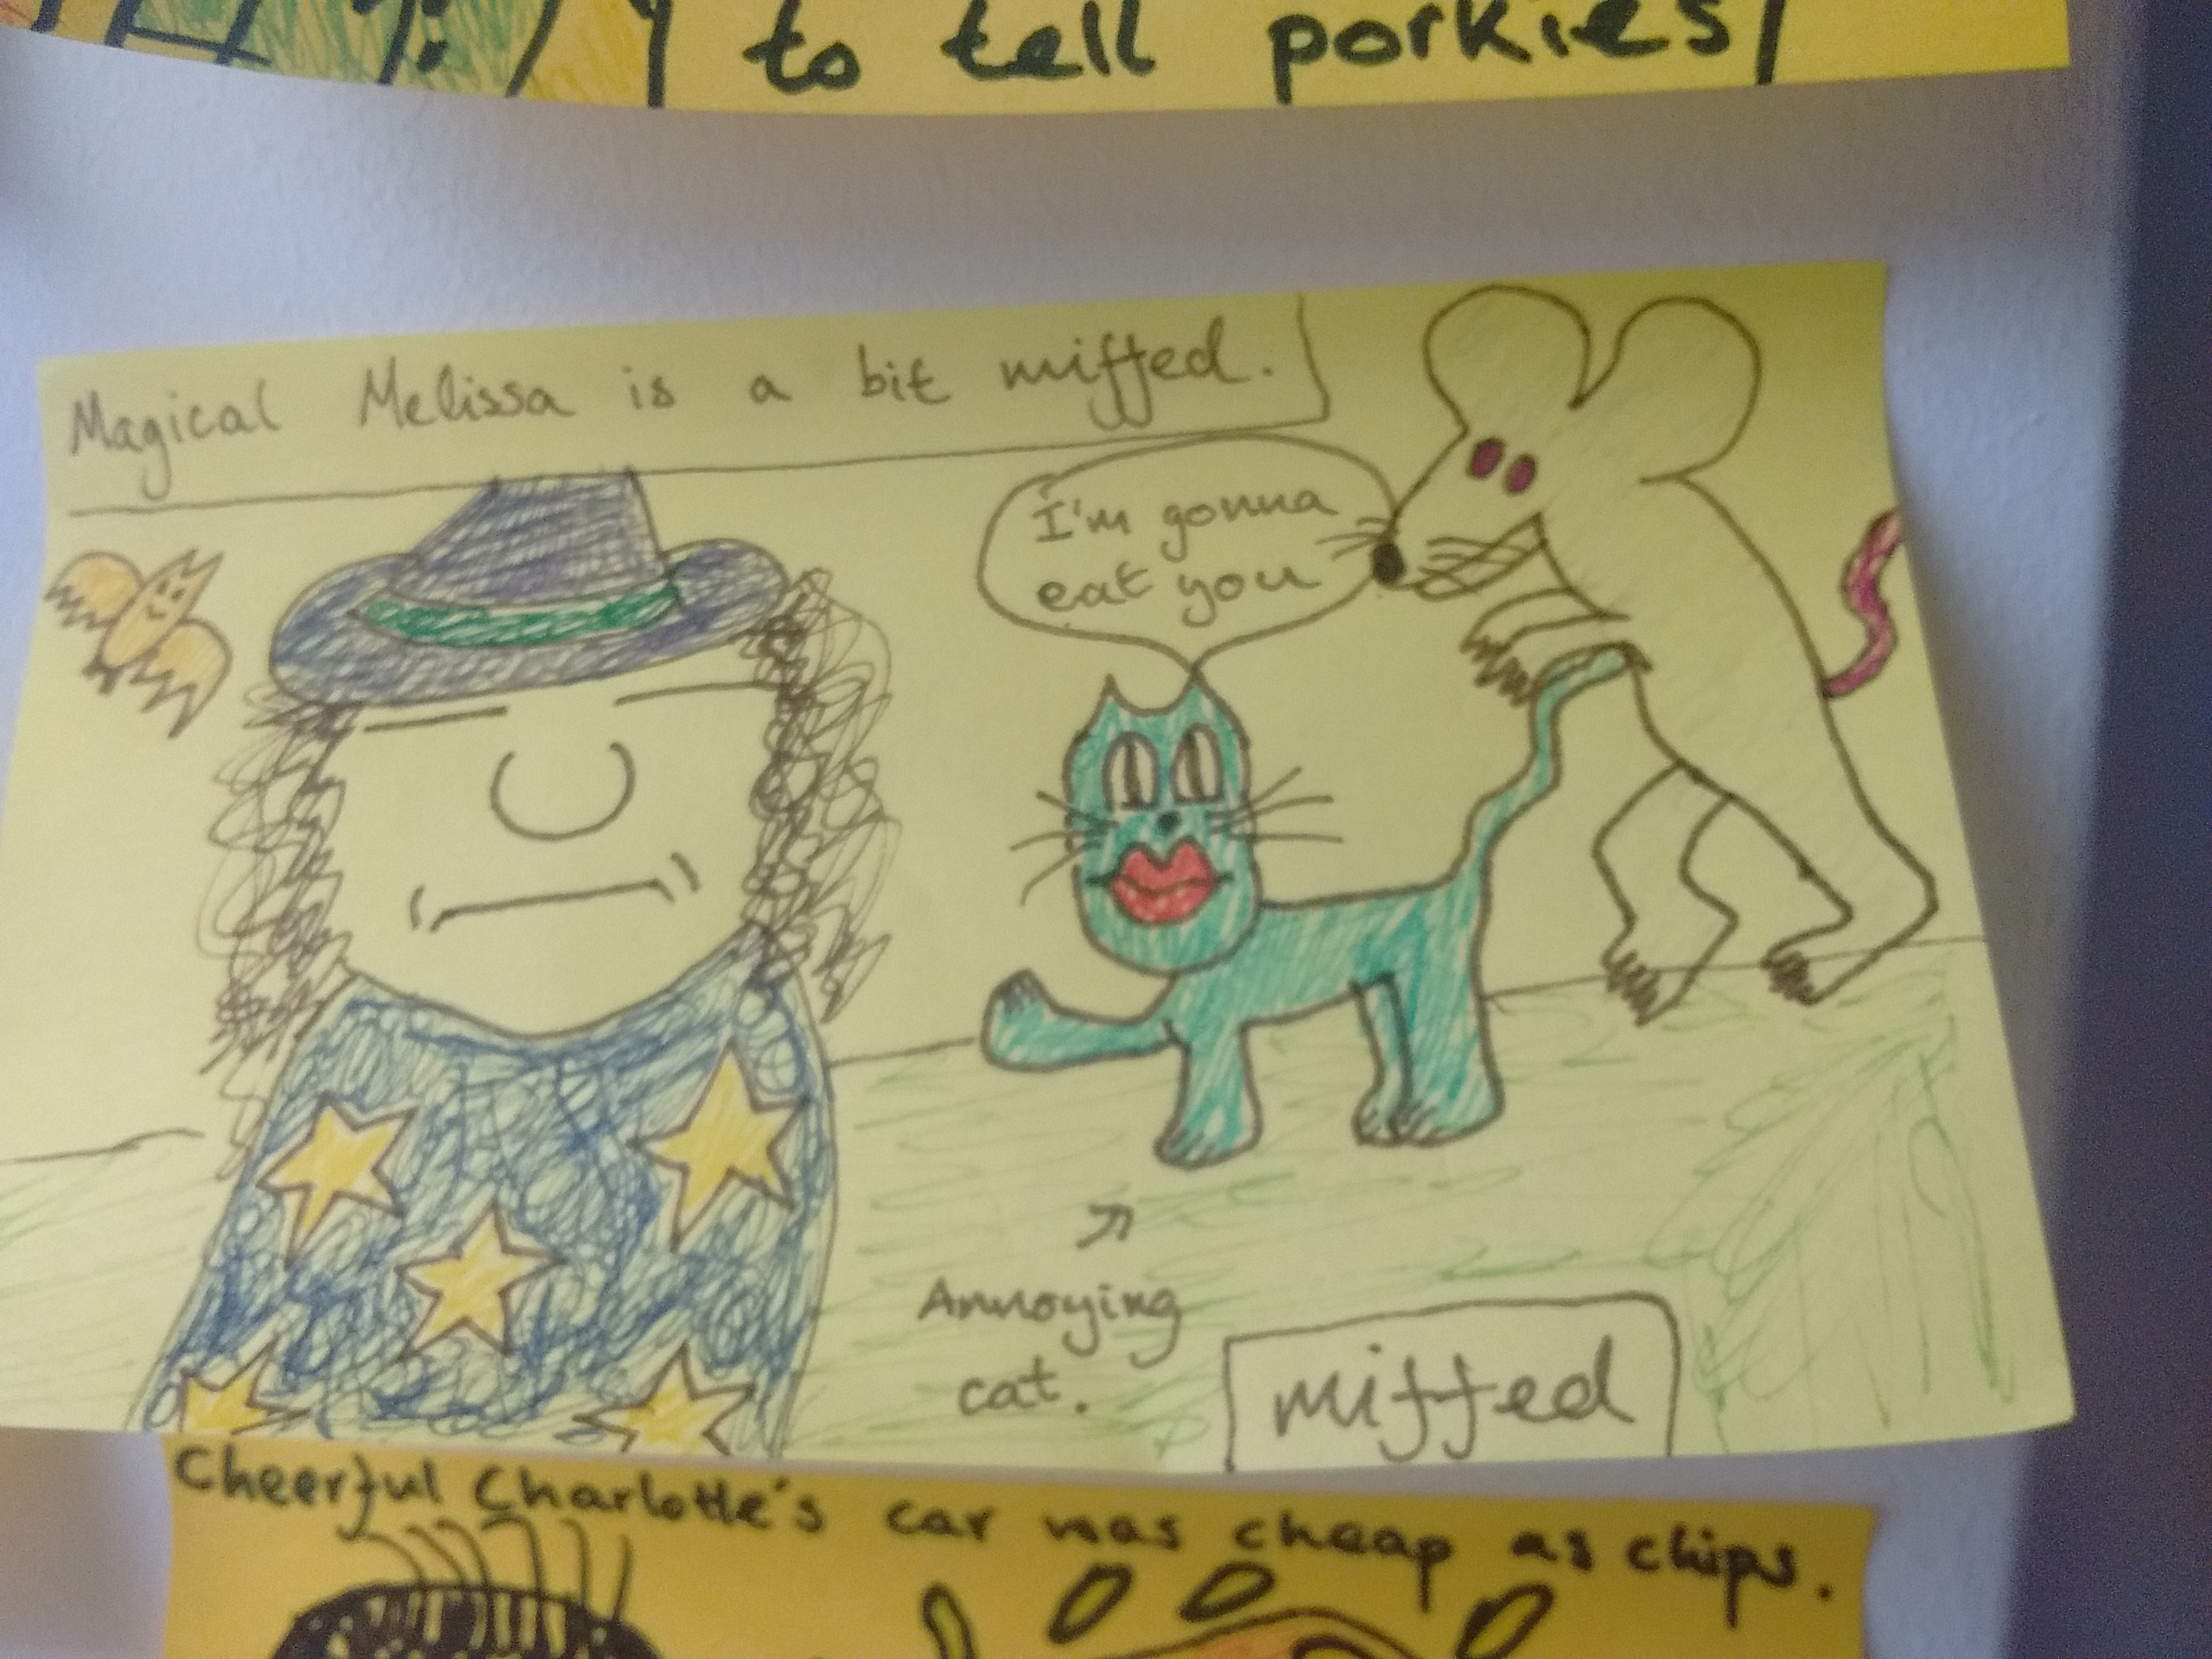 to tell porkies
Magical Melissa is a bit miffed.
I'm gonna
eat you
Annoying
cat.
miffed
Cheerful Charlotte's car was cheap as chips.